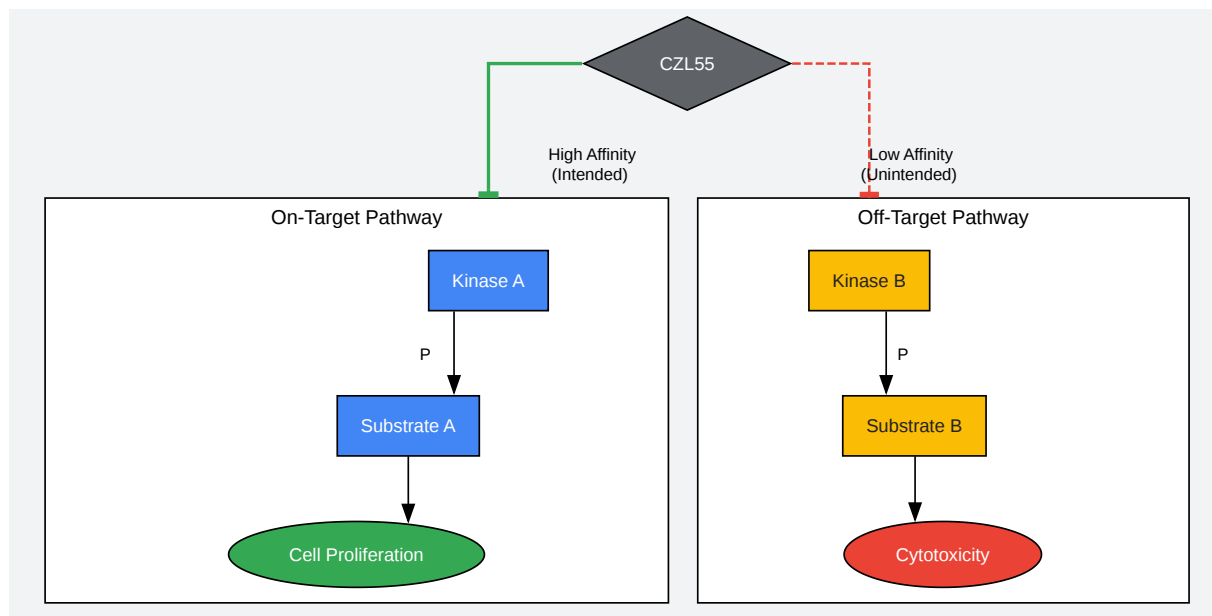 CZL55
High Affinity
(Intended)
Low Affinity
(Unintended)
On-Target Pathway
Kinase A
P
Substrate A
Cell Proliferation
Off-Target Pathway
Kinase B
P
Substrate B
Cytotoxicity